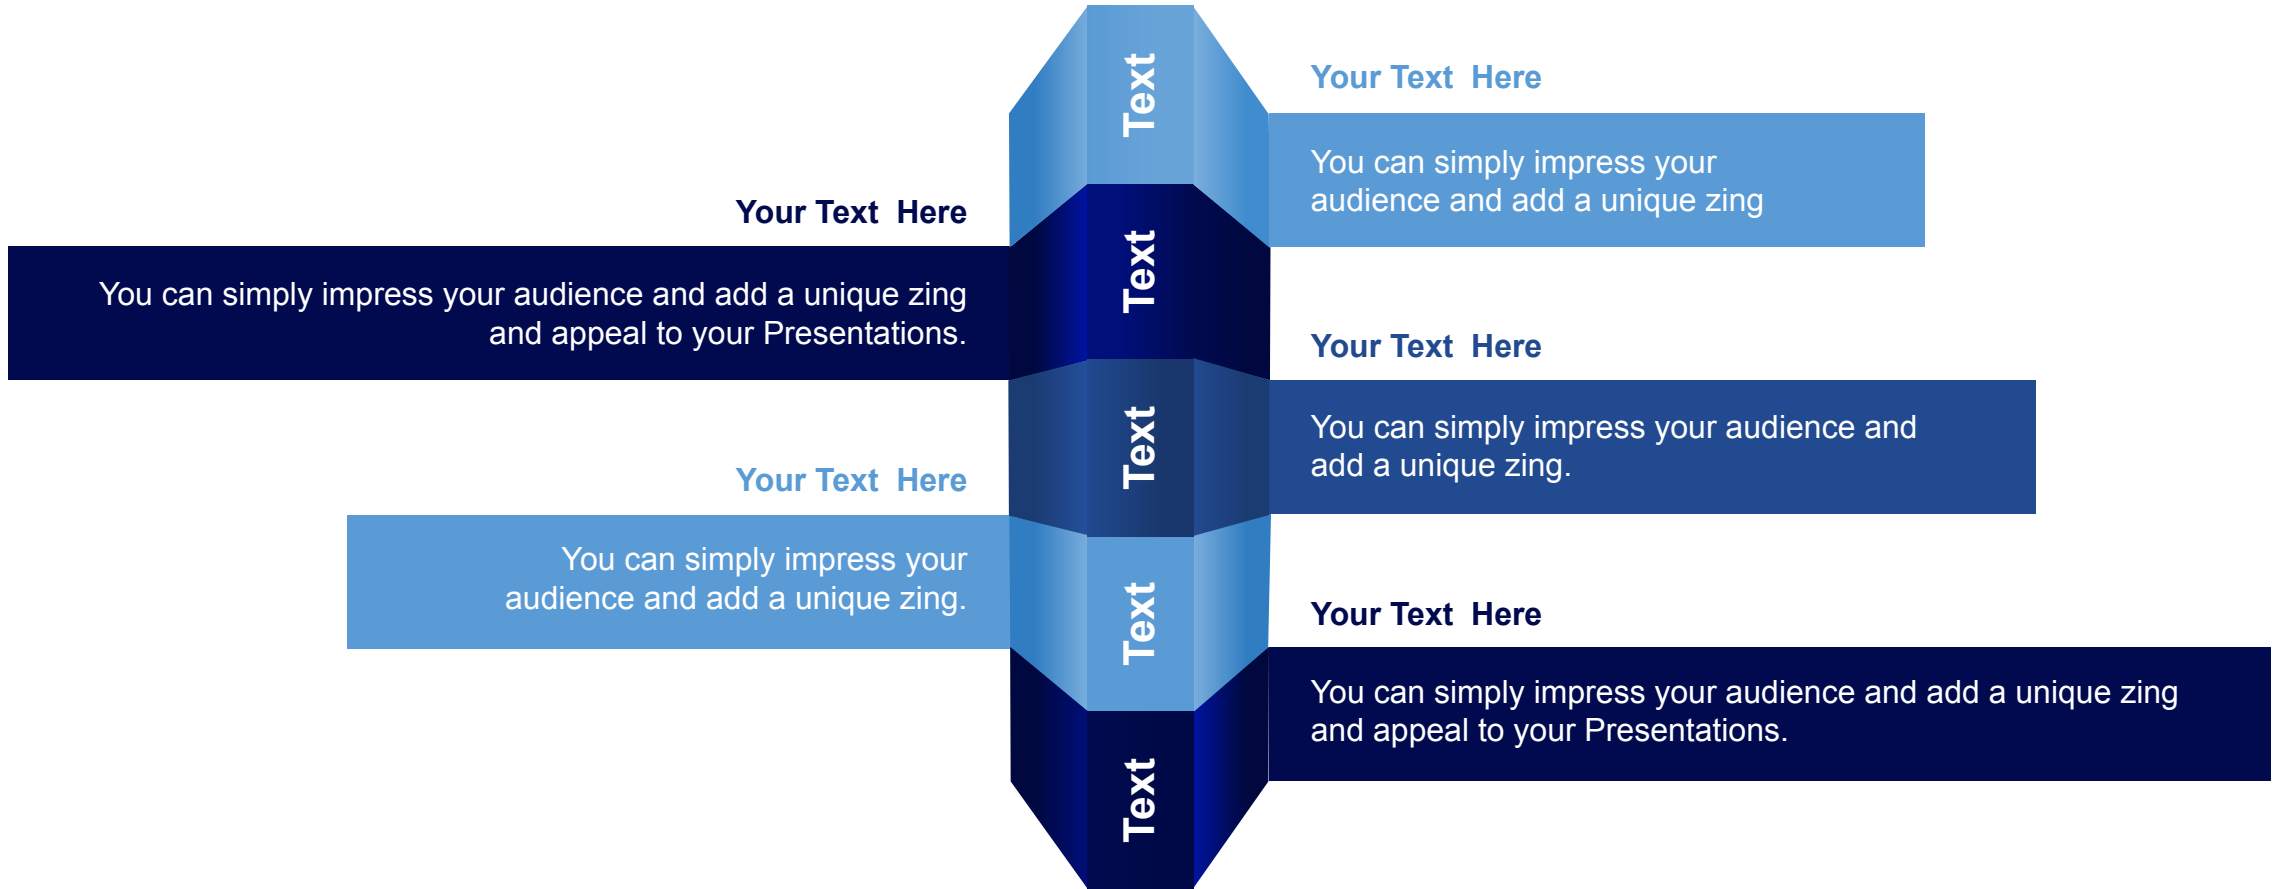 Text
Your Text  Here
You can simply impress your
audience and add a unique zing
Your Text  Here
You can simply impress your audience and add a unique zing
and appeal to your Presentations.
Text
Your Text  Here
You can simply impress your audience and
add a unique zing.
Text
Your Text  Here
You can simply impress your
audience and add a unique zing.
Text
Your Text  Here
You can simply impress your audience and add a unique zing
and appeal to your Presentations.
Text